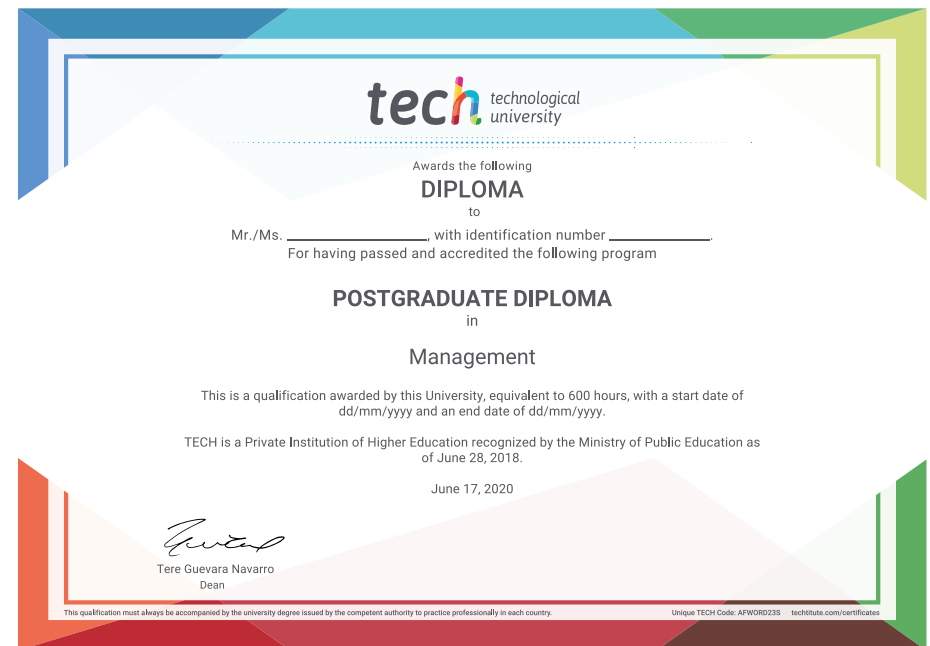 tech technological
university
Awards the following
DIPLOMA
to
Mr./Ms. ____________________, with identification number ______________.
For having passed and accredited the following program
POSTGRADUATE DIPLOMA
in
Management
This is a qualification awarded by this University, equivalent to 600 hours, with a start date of
dd/mm/yyyy and an end date of dd/mm/yyyy.
TECH is a Private Institution of Higher Education recognized by the Ministry of Public Education as
of June 28, 2018.
June 17, 2020
Tere Guevara Navarro
Dean
This qualification must always be accompanied by the university degree issued by the competent authority to practice professionally in each country.
Unique TECH Code: AFWORD23S techtitute.com/certificates